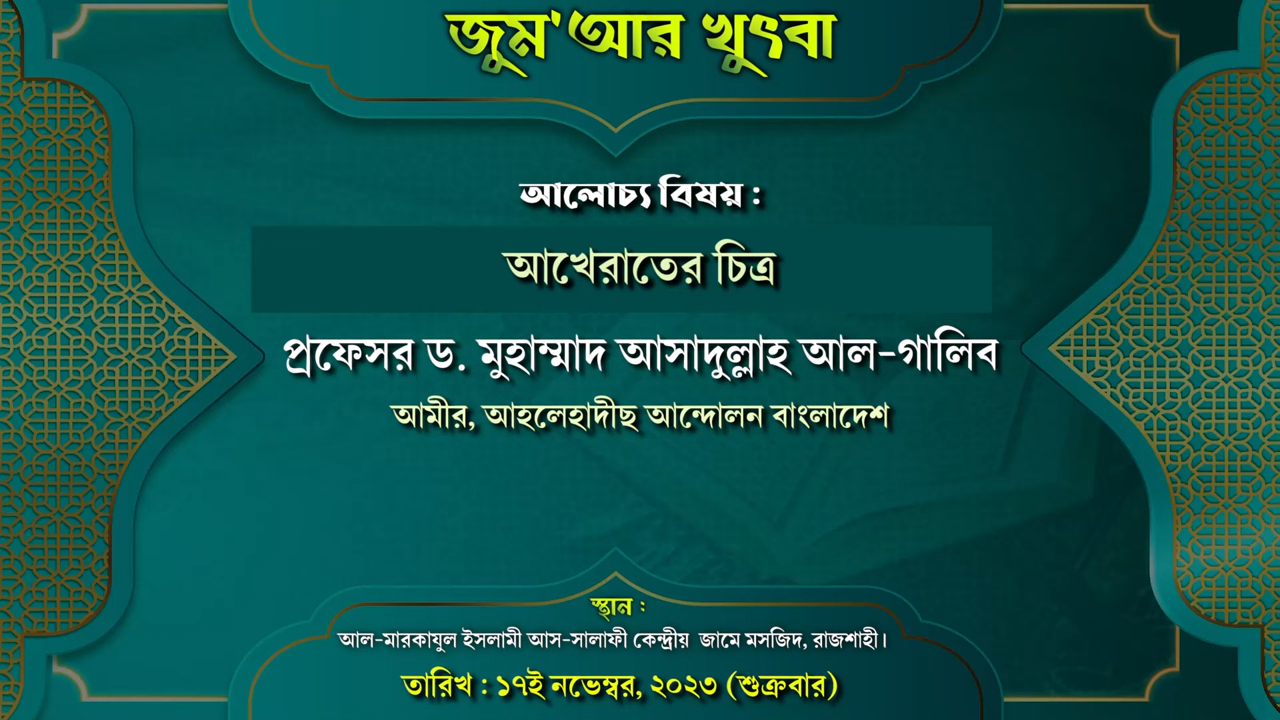 জুম'আর খুৎবা
আলোচ্য বিষয় :
আখেরাতের চিত্র
প্রফেসর ড. মুহাম্মাদ আসাদুল্লাহ আল-গালিব
আমীর, আহলেহাদীছ আন্দোলন বাংলাদেশ
স্থান :
আল-মারকাযুল ইসলামী আস-সালাফী কেন্দ্রীয় জামে মসজিদ, রাজশাহী।
তারিখ : ১৭ই নভেম্বর, ২০২৩ (শুক্রবার)